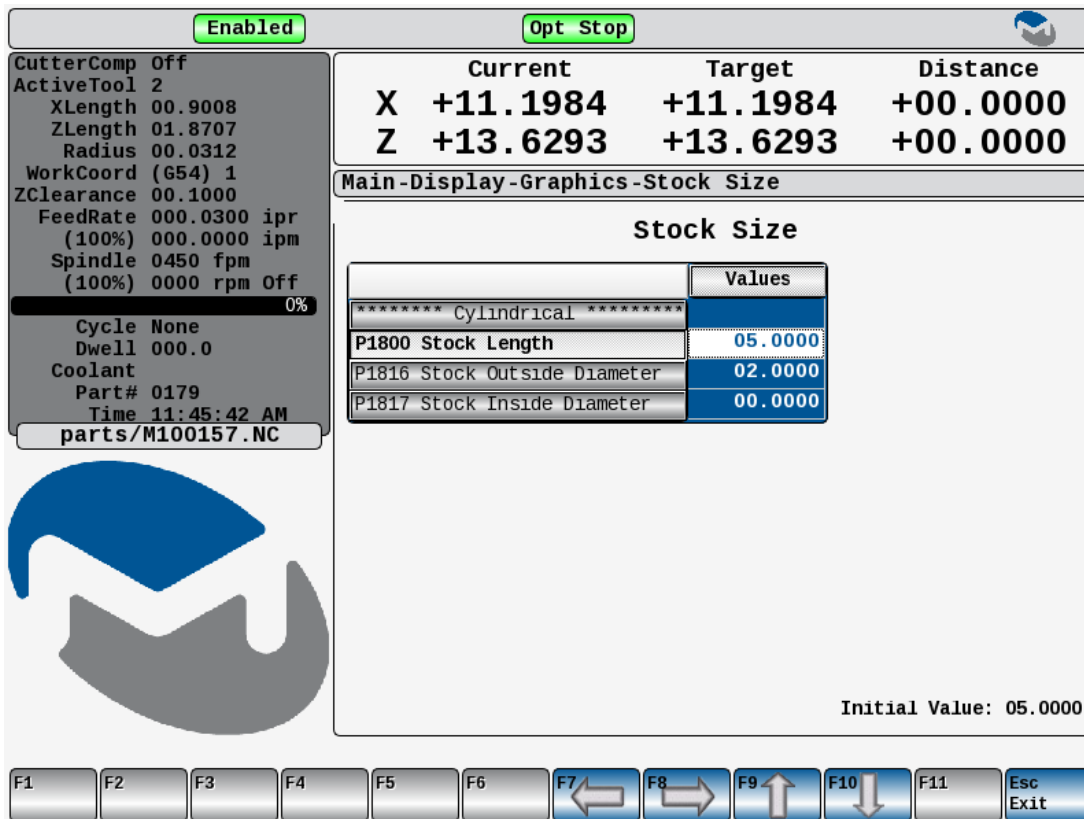 Enabled
Opt Stop
CutterComp Off
ActiveTool 2
XLength 00.9008
ZLength 01.8707
Radius 00.0312
WorkCoord (G54) 1
ZClearance 00.1000
FeedRate 000.0300 ipr
(100%) 000.0000 ipm
Spindle 0450 fpm
(100%) 0000 rpm Off
0%
Cycle None
Dwell 000.0
Coolant
Part# 0179
Time 11:45:42 AM
parts/M100157.NC
Current Target Distance
X +11.1984 +11.1984 +00.0000
Z +13.6293 +13.6293 +00.0000
Main-Display-Graphics-Stock Size
Stock Size
Values
******** Cylindrical *********
P1800 Stock Length 05.0000
P1816 Stock Outside Diameter 02.0000
P1817 Stock Inside Diameter 00.0000
Initial Value: 05.0000
F1 F2 F3 F4 F5 F6 F7 F8 F9 F10 F11 Esc
Exit